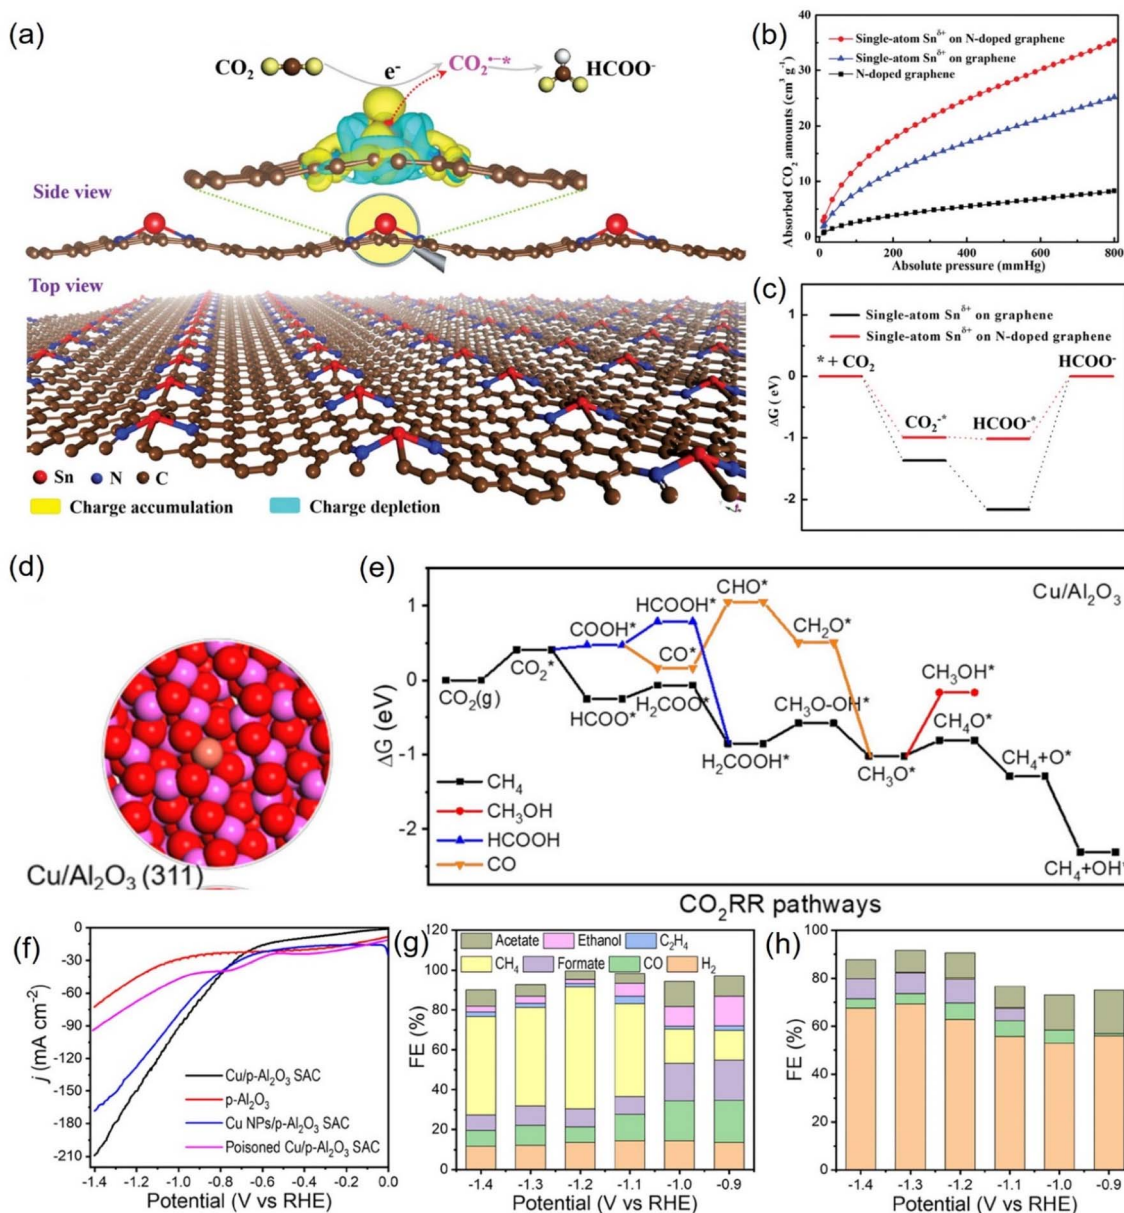 (a)
CO₂
e⁻
CO₂•⁻*
HCOO⁻
Side view
Top view
Sn N C
Charge accumulation Charge depletion
(b)
Single-atom Snᵟ⁺ on N-doped graphene
Single-atom Snᵟ⁺ on graphene
N-doped graphene
Absorbed CO₂ amounts (cm³ g⁻¹)
40
30
20
10
0
0 200 400 600 800
Absolute pressure (mmHg)
(c)
Single-atom Snᵟ⁺ on graphene
Single-atom Snᵟ⁺ on N-doped graphene
ΔG (eV)
1
0
-1
-2
* + CO₂
CO₂⁻*
HCOO⁻*
HCOO⁻
(d)
Cu/Al₂O₃ (311)
(e)
Cu/Al₂O₃
ΔG (eV)
1
0
-1
-2
CO₂(g)
CO₂*
COOH*
HCOOH*
CHO*
CH₂O*
CO*
HCOO*
H₂COO*
H₂COOH*
CH₃O-OH*
CH₃O*
CH₃OH*
CH₄O*
CH₄+O*
CH₄+OH*
CH₄
CH₃OH
HCOOH
CO
CO₂RR pathways
(f)
j (mA cm⁻²)
0
-30
-60
-90
-120
-150
-180
-210
Cu/p-Al₂O₃ SAC
p-Al₂O₃
Cu NPs/p-Al₂O₃ SAC
Poisoned Cu/p-Al₂O₃ SAC
-1.4 -1.2 -1.0 -0.8 -0.6 -0.4 -0.2 0.0
Potential (V vs RHE)
(g)
Acetate Ethanol C₂H₄
CH₄ Formate CO H₂
FE (%)
120
100
80
60
40
20
0
-1.4 -1.3 -1.2 -1.1 -1.0 -0.9
Potential (V vs RHE)
(h)
FE (%)
100
80
60
40
20
0
-1.4 -1.3 -1.2 -1.1 -1.0 -0.9
Potential (V vs RHE)